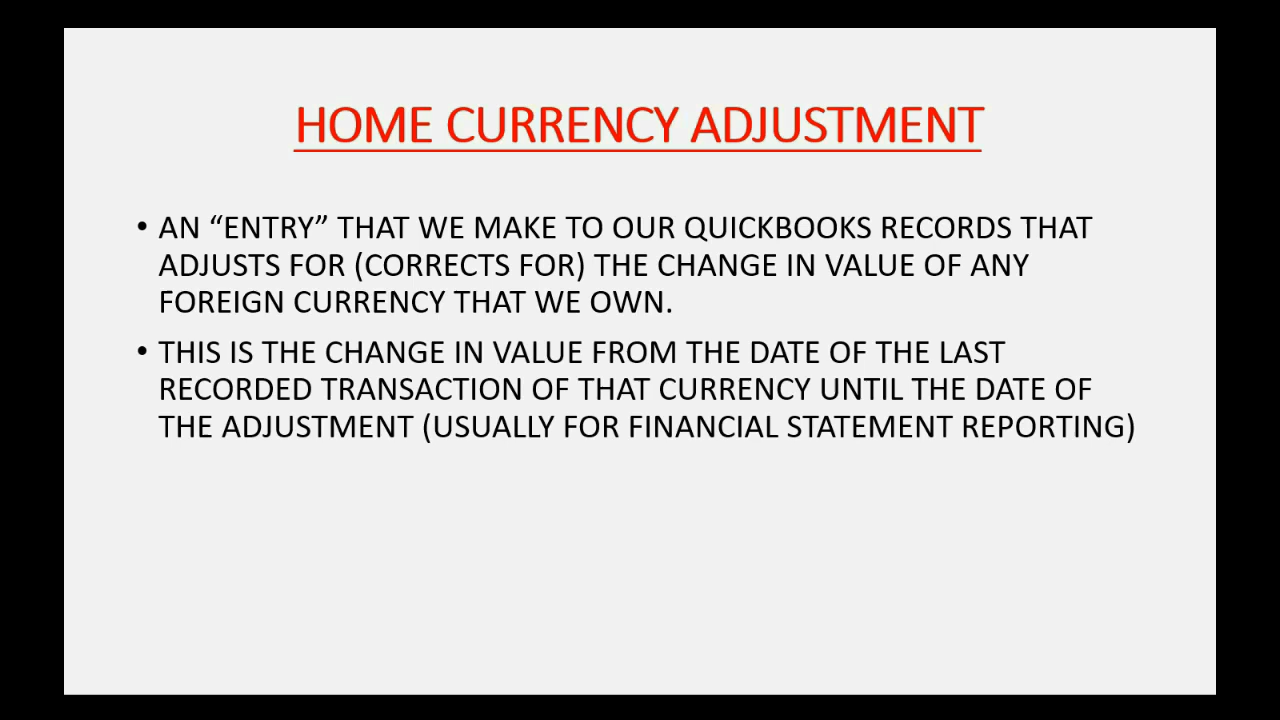 HOME CURRENCY ADJUSTMENT
• AN “ENTRY” THAT WE MAKE TO OUR QUICKBOOKS RECORDS THAT
ADJUSTS FOR (CORRECTS FOR) THE CHANGE IN VALUE OF ANY
FOREIGN CURRENCY THAT WE OWN.
• THIS IS THE CHANGE IN VALUE FROM THE DATE OF THE LAST
RECORDED TRANSACTION OF THAT CURRENCY UNTIL THE DATE OF
THE ADJUSTMENT (USUALLY FOR FINANCIAL STATEMENT REPORTING)